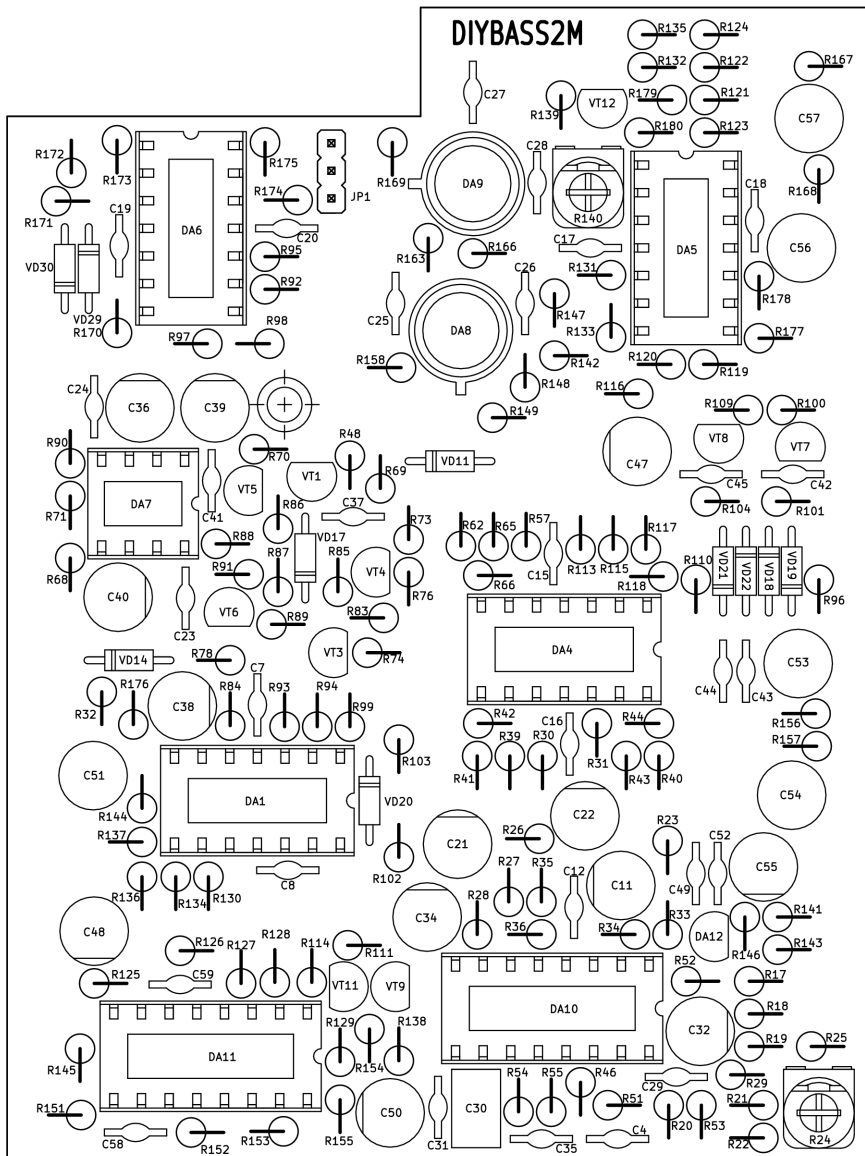 DIYBASS2M
R135
R124
R132
R122
R167
C27
R139
VT12
R179
R121
C57
R180
R123
R172
R173
R175
R169
JP1
DA9
C28
R174
R171
R140
R168
C19
DA6
C20
C18
DA5
C56
R163
R166
C17
R95
VD30
R131
R92
C25
C26
R178
VD29
R170
R147
DA8
R133
R177
R97
R98
R158
R142
R120
R119
R148
R116
C24
C36
C39
R149
R109
R100
R90
R70
R48
VT8
VT7
C47
VD11
R69
VT5
VT1
C45
C42
DA7
R71
C41
R86
C37
R104
R101
R73
R62
R65
R57
R117
R88
VD17
R68
R87
R85
C15
R113
R115
R110
VD21
VD22
VD18
VD19
R91
VT4
R66
R118
C40
R76
R96
VT6
C23
R89
R83
DA4
VT3
R74
R78
VD14
C7
C53
C44
C43
R32
R176
C38
R84
R93
R94
R99
R42
C16
R44
R156
R103
R41
R39
R30
R31
R43
R40
R157
C51
DA1
VD20
C54
R144
C22
R137
R26
R23
C21
C52
R102
C8
R27
R35
C12
C11
C49
C55
R136
R134
R130
C34
R28
C48
R36
R34
R33
DA12
R141
R146
R143
R126
R127
R128
R114
R111
R125
C59
R52
R17
VT11
VT9
R18
DA10
C32
R129
R138
DA11
R19
R25
R145
R154
C29
R29
R54
R55
R46
R151
C50
C30
R51
R21
R155
C31
R20
R53
C58
R152
R153
C35
C4
R22
R24